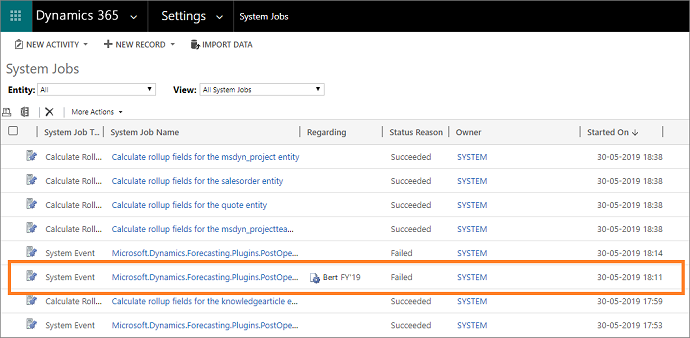 Dynamics 365 Settings System Jobs
NEW ACTIVITY NEW RECORD IMPORT DATA
System Jobs
Entity: All View: All System Jobs
More Actions
System Job T... System Job Name Regarding Status Reason Owner Started On
Calculate Roll... Calculate rollup fields for the msdyn_project entity Succeeded SYSTEM 30-05-2019 18:38
Calculate Roll... Calculate rollup fields for the salesorder entity Succeeded SYSTEM 30-05-2019 18:38
Calculate Roll... Calculate rollup fields for the quote entity Succeeded SYSTEM 30-05-2019 18:38
Calculate Roll... Calculate rollup fields for the msdyn_projecttea... Succeeded SYSTEM 30-05-2019 18:38
System Event Microsoft.Dynamics.Forecasting.Plugins.PostOpe... Failed SYSTEM 30-05-2019 18:14
System Event Microsoft.Dynamics.Forecasting.Plugins.PostOpe... Bert FY'19 Failed SYSTEM 30-05-2019 18:11
Calculate Roll... Calculate rollup fields for the knowledgearticle e... Succeeded SYSTEM 30-05-2019 17:59
System Event Microsoft.Dynamics.Forecasting.Plugins.PostOpe... Succeeded SYSTEM 30-05-2019 17:53